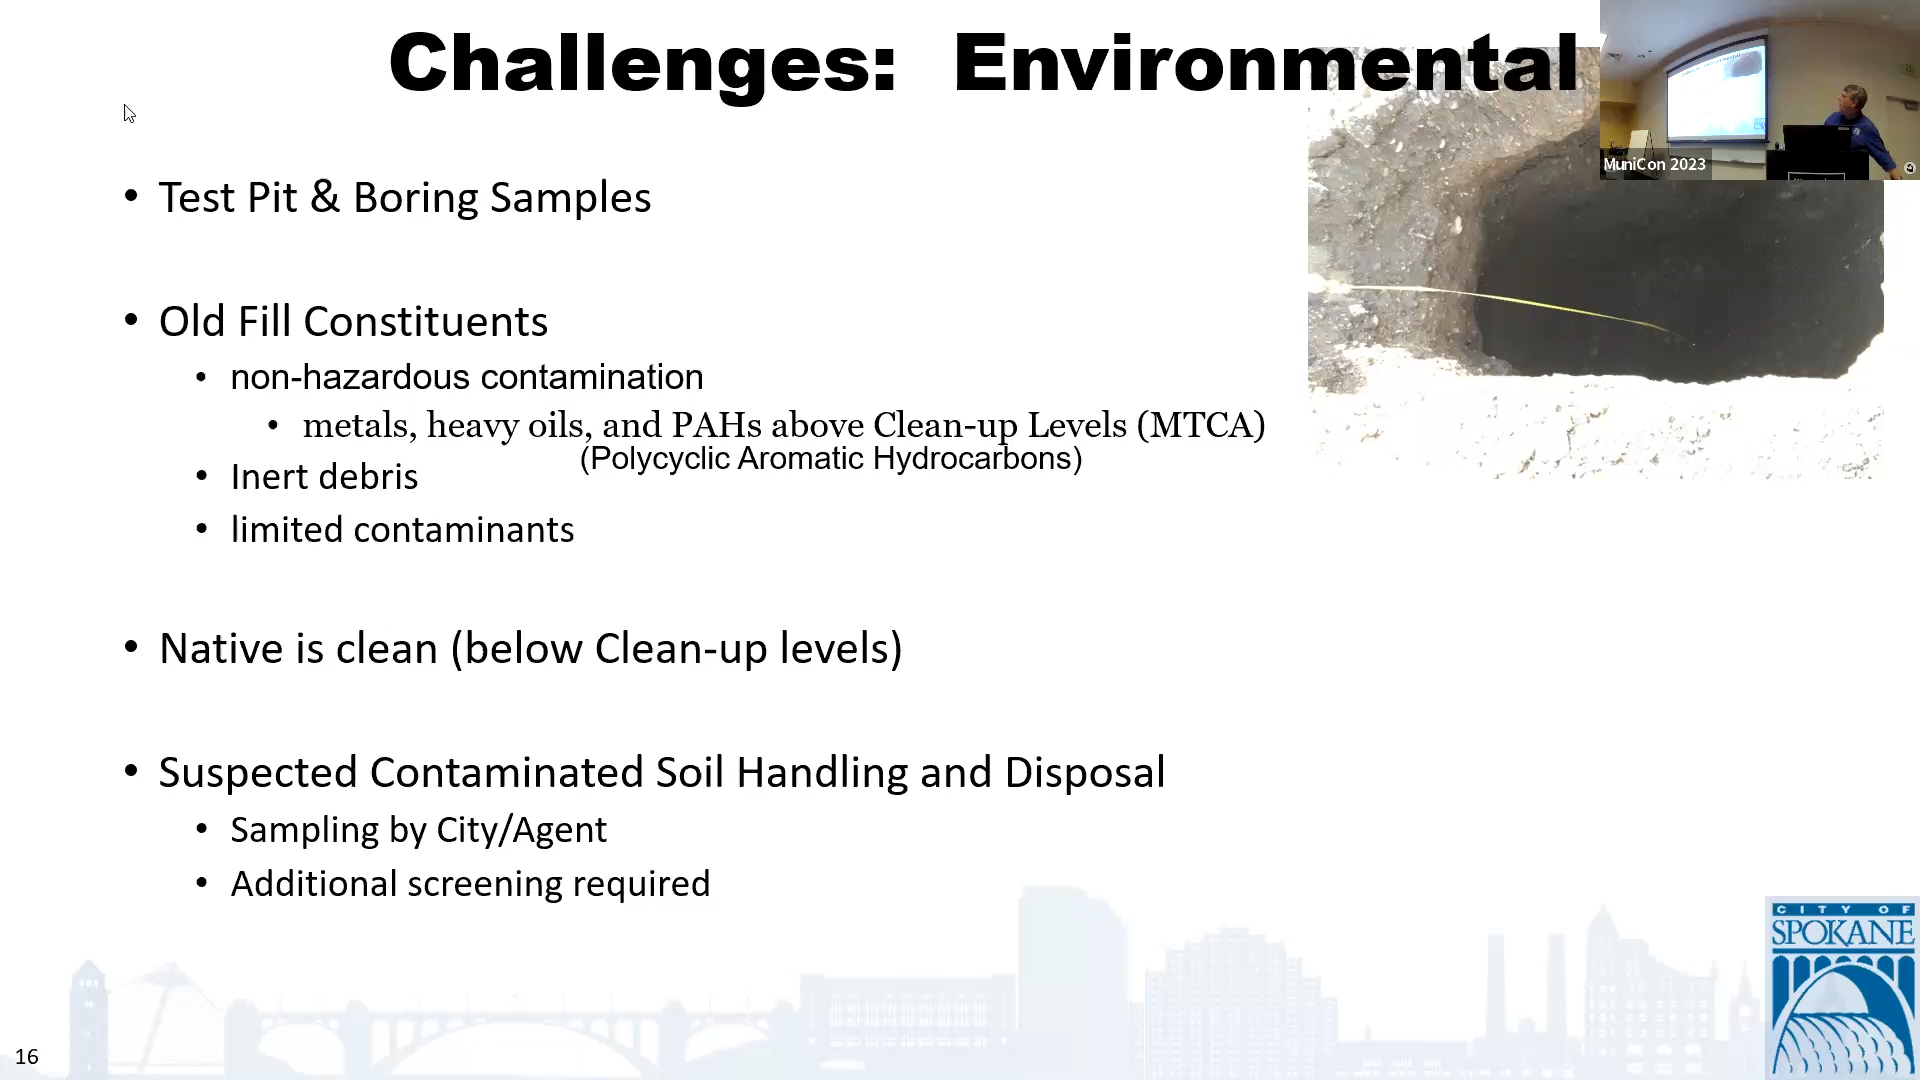 Challenges: Environmental
MuniCon 2023
• Test Pit & Boring Samples
• Old Fill Constituents
• non-hazardous contamination
• metals, heavy oils, and PAHs above Clean-up Levels (MTCA)
(Polycyclic Aromatic Hydrocarbons)
• Inert debris
• limited contaminants
• Native is clean (below Clean-up levels)
• Suspected Contaminated Soil Handling and Disposal
• Sampling by City/Agent
• Additional screening required
CITY OF
SPOKANE
16